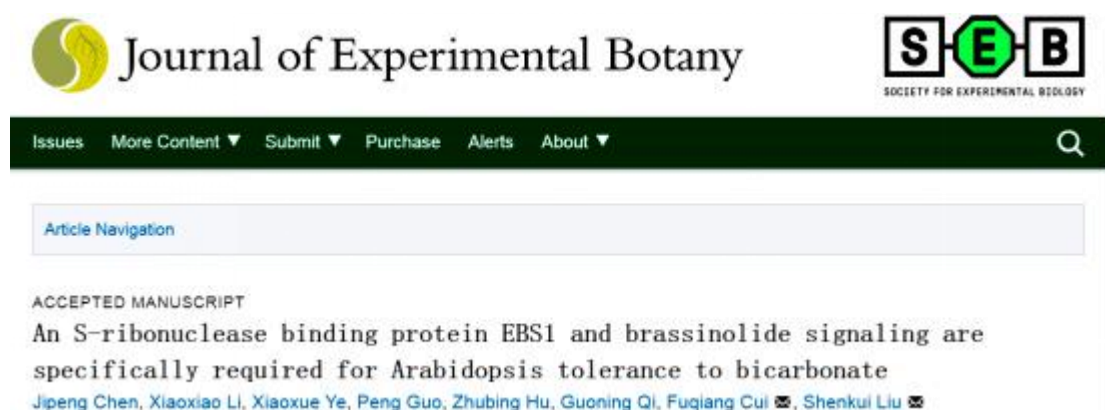 Journal of Experimental Botany
S E B
SOCIETY FOR EXPERIMENTAL BIOLOGY
Issues More Content ▼ Submit ▼ Purchase Alerts About ▼
Article Navigation
ACCEPTED MANUSCRIPT
An S-ribonuclease binding protein EBS1 and brassinolide signaling are
specifically required for Arabidopsis tolerance to bicarbonate
Jipeng Chen, Xiaoxiao Li, Xiaoxue Ye, Peng Guo, Zhubing Hu, Guoning Qi, Fuqiang Cui ✉, Shenkui Liu ✉